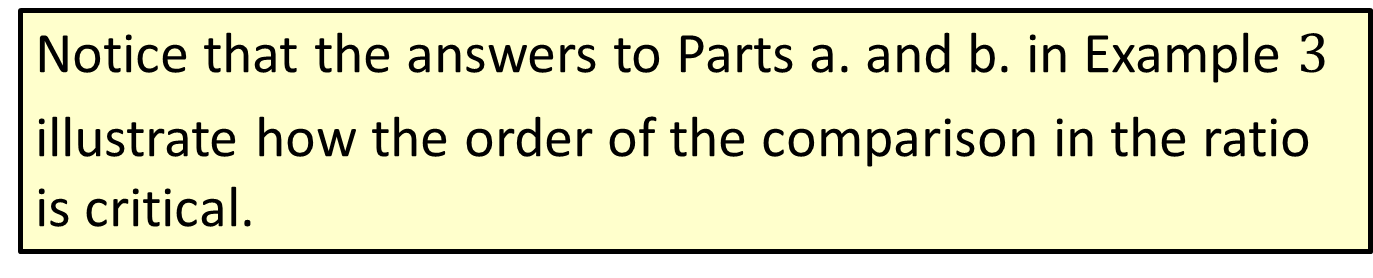 Notice that the answers to Parts a. and b. in Example 3
illustrate how the order of the comparison in the ratio
is critical.